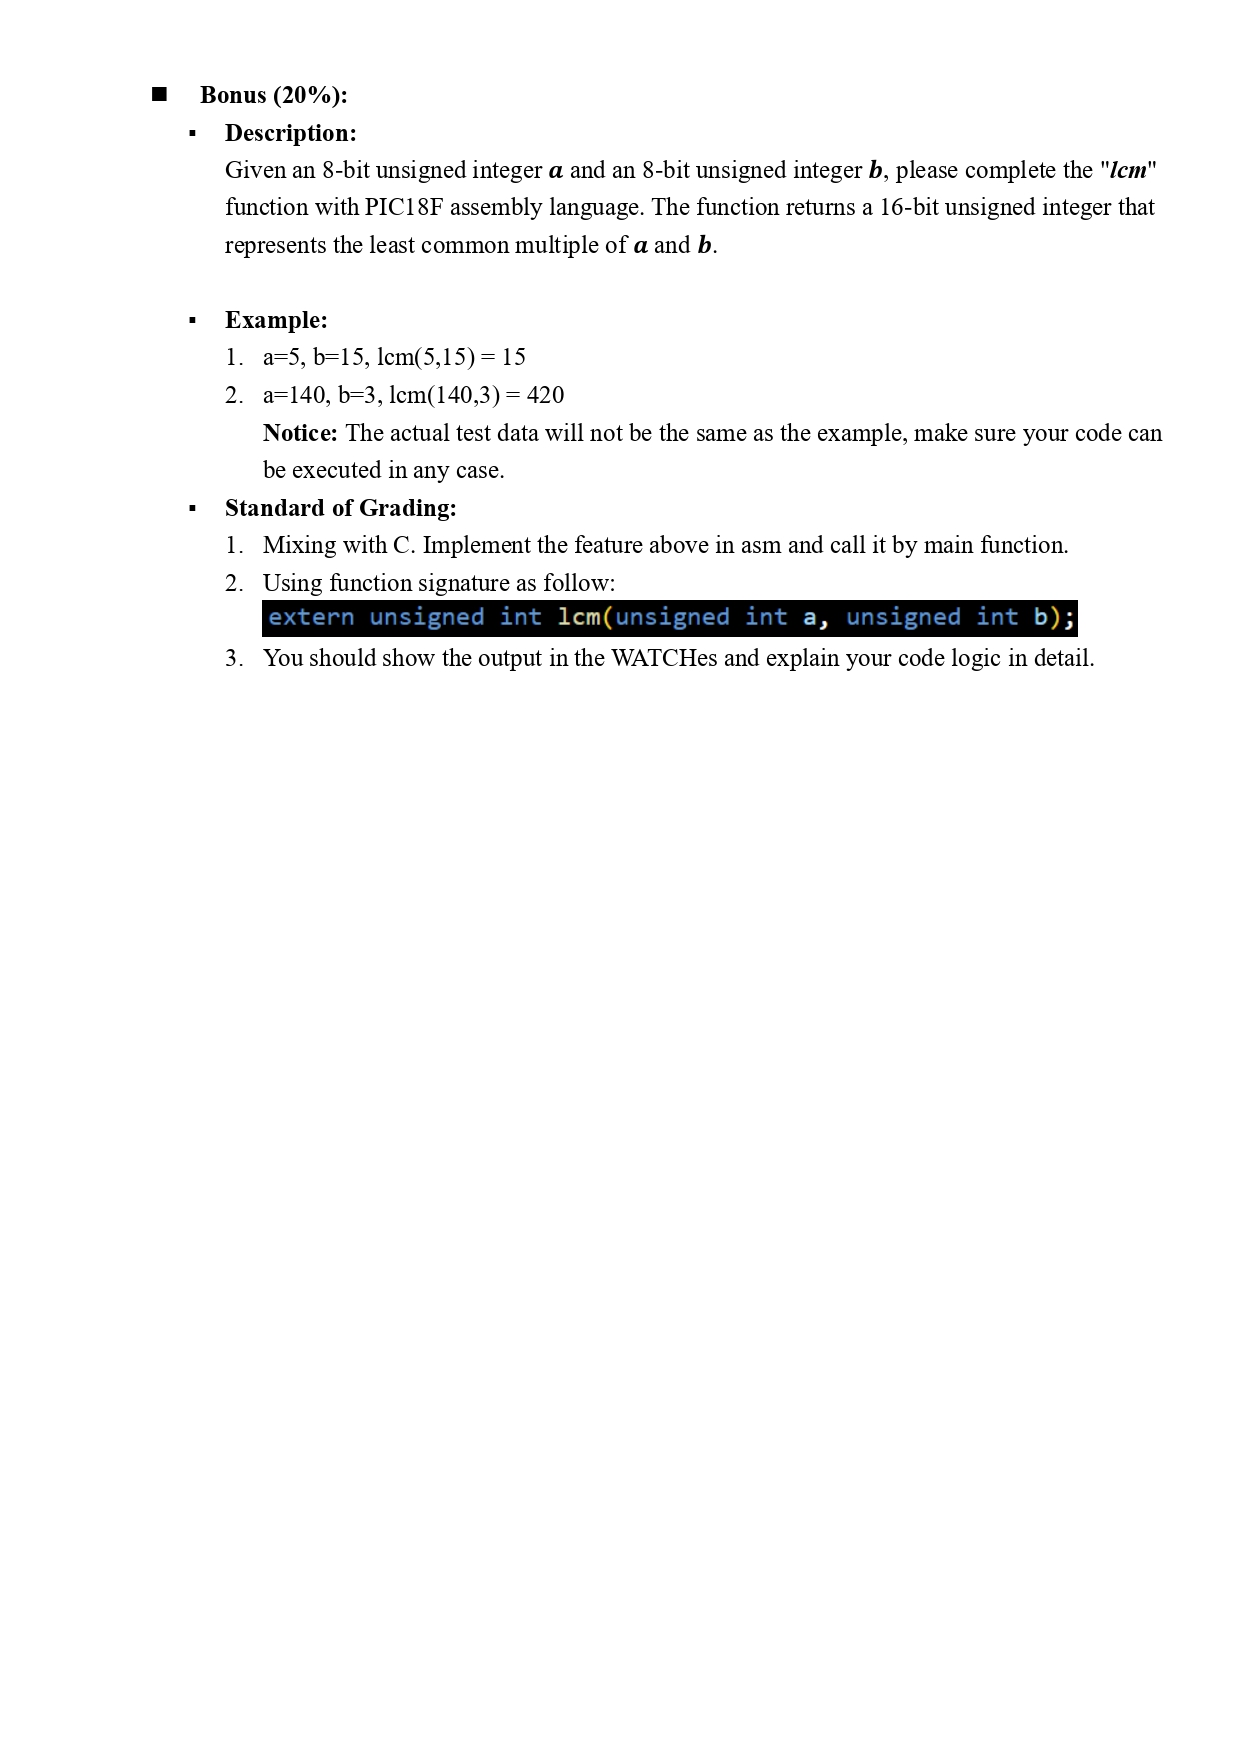 ■ Bonus (20%):
▪ Description:
Given an 8-bit unsigned integer a and an 8-bit unsigned integer b, please complete the "lcm"
function with PIC18F assembly language. The function returns a 16-bit unsigned integer that
represents the least common multiple of a and b.
▪ Example:
1. a=5, b=15, lcm(5,15) = 15
2. a=140, b=3, lcm(140,3) = 420
Notice: The actual test data will not be the same as the example, make sure your code can
be executed in any case.
▪ Standard of Grading:
1. Mixing with C. Implement the feature above in asm and call it by main function.
2. Using function signature as follow:
extern unsigned int lcm(unsigned int a, unsigned int b);
3. You should show the output in the WATCHes and explain your code logic in detail.